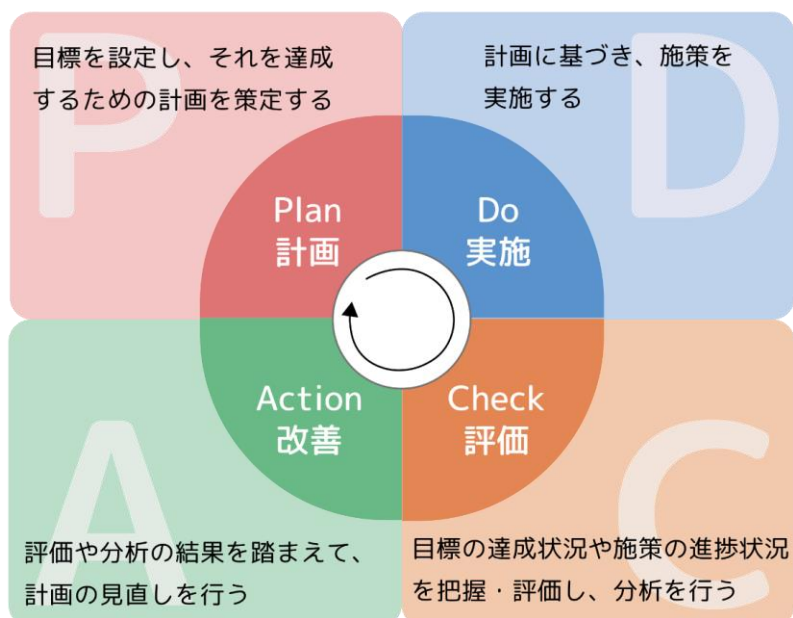 P
目標を設定し、それを達成
するための計画を策定する
Plan
計画
D
計画に基づき、施策を
実施する
Do
実施
A
Action
改善
評価や分析の結果を踏まえて、
計画の見直しを行う
C
Check
評価
目標の達成状況や施策の進捗状況
を把握・評価し、分析を行う